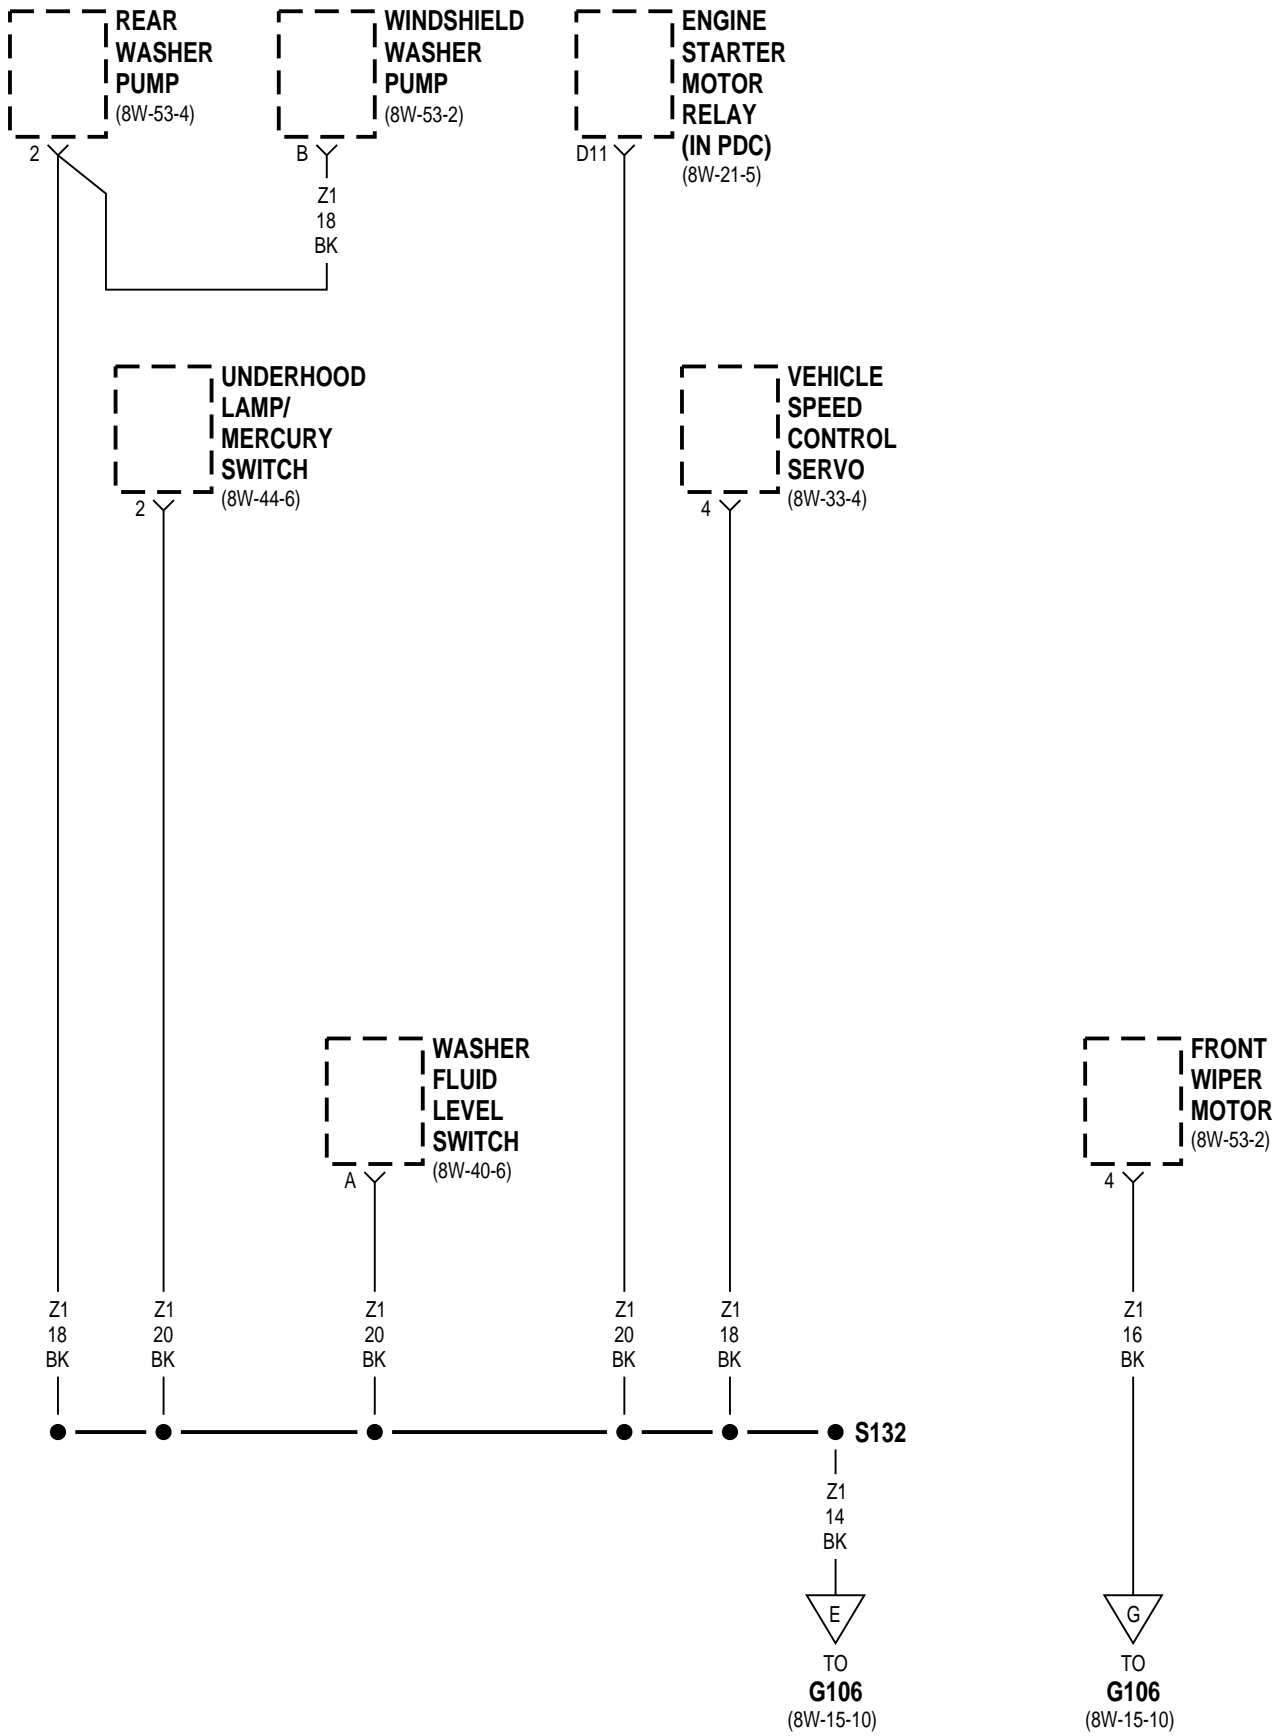 REAR
WASHER
PUMP
(8W-53-4)
2
WINDSHIELD
WASHER
PUMP
(8W-53-2)
B
Z1
18
BK
ENGINE
STARTER
MOTOR
RELAY
(IN PDC)
(8W-21-5)
D11
UNDERHOOD
LAMP/
MERCURY
SWITCH
(8W-44-6)
2
VEHICLE
SPEED
CONTROL
SERVO
(8W-33-4)
4
WASHER
FLUID
LEVEL
SWITCH
(8W-40-6)
A
FRONT
WIPER
MOTOR
(8W-53-2)
4
Z1
18
BK
Z1
20
BK
Z1
20
BK
Z1
20
BK
Z1
18
BK
Z1
16
BK
S132
Z1
14
BK
E
TO
G106
(8W-15-10)
G
TO
G106
(8W-15-10)